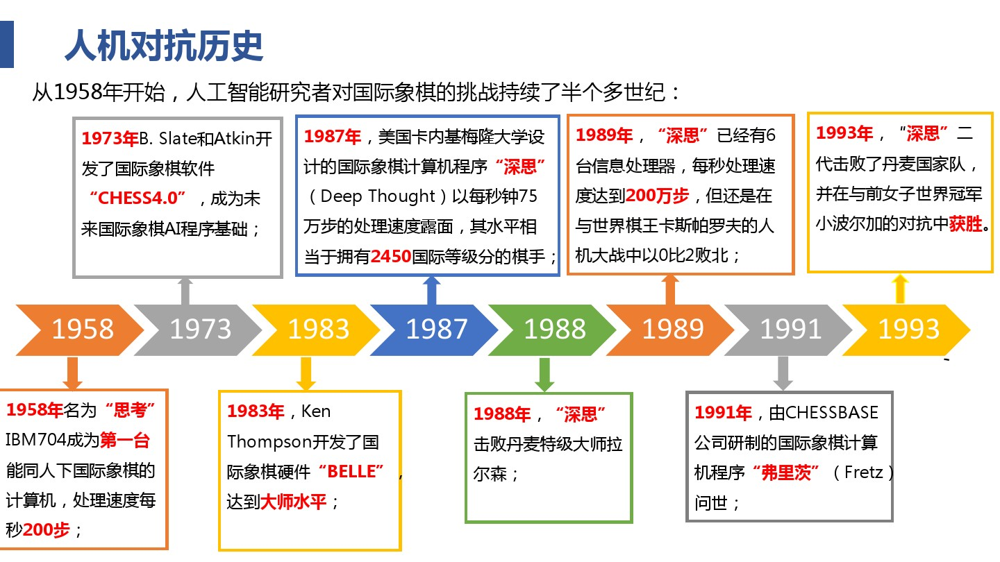 人机对抗历史
从1958年开始，人工智能研究者对国际象棋的挑战持续了半个多世纪：
1973年B. Slate和Atkin开
发了国际象棋软件
“CHESS4.0”，成为未
来国际象棋AI程序基础；
1987年，美国卡内基梅隆大学设
计的国际象棋计算机程序“深思”
（Deep Thought）以每秒钟75
万步的处理速度露面，其水平相
当于拥有2450国际等级分的棋手；
1989年，“深思”已经有6
台信息处理器，每秒处理速
度达到200万步，但还是在
与世界棋王卡斯帕罗夫的人
机大战中以0比2败北；
1993年，“深思”二
代击败了丹麦国家队，
并在与前女子世界冠军
小波尔加的对抗中获胜。
1958
1973
1983
1987
1988
1989
1991
1993
1958年名为“思考”
IBM704成为第一台
能同人下国际象棋的
计算机，处理速度每
秒200步；
1983年，Ken
Thompson开发了国
际象棋硬件“BELLE”，
达到大师水平；
1988年，“深思”
击败丹麦特级大师拉
尔森；
1991年，由CHESSBASE
公司研制的国际象棋计算
机程序“弗里茨”（Fretz）
问世；